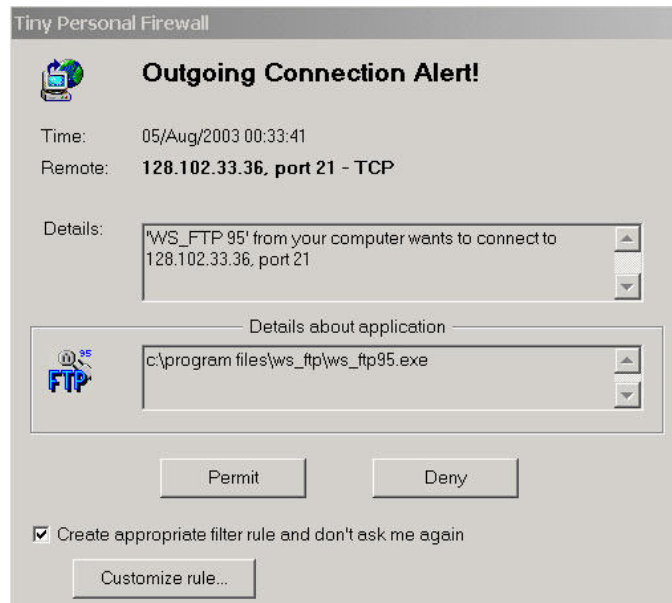 Tiny Personal Firewall
Outgoing Connection Alert!
Time: 05/Aug/2003 00:33:41
Remote: 128.102.33.36, port 21 - TCP
Details: 'WS_FTP 95' from your computer wants to connect to
128.102.33.36, port 21
Details about application
95
FTP
c:\program files\ws_ftp\ws_ftp95.exe
Permit Deny
Create appropriate filter rule and don't ask me again
Customize rule...